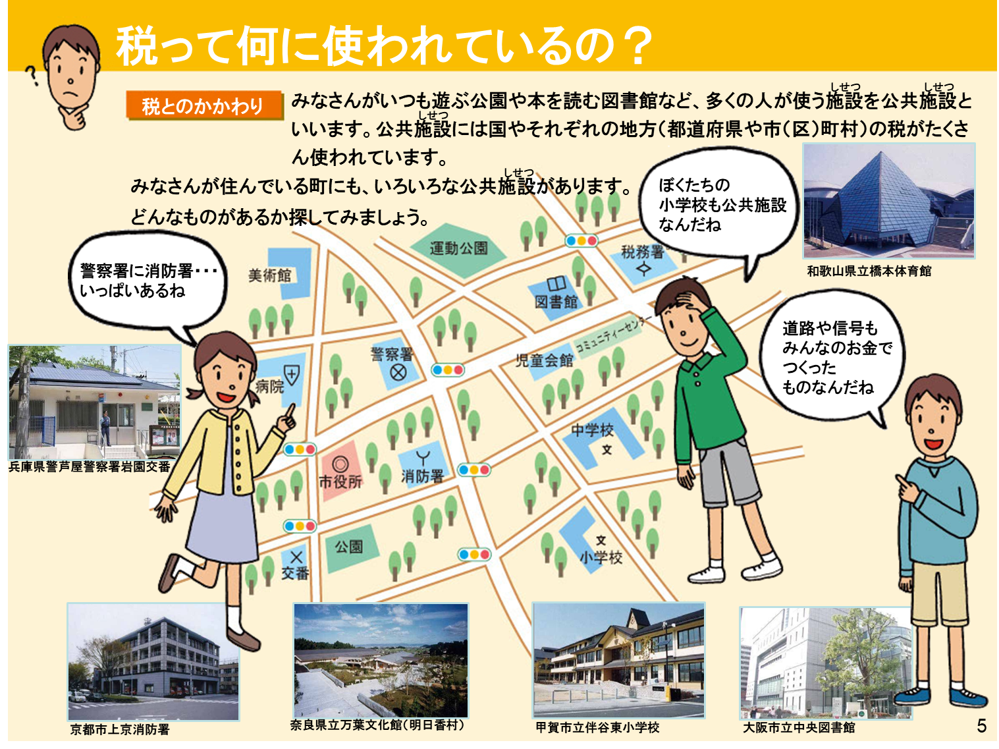 税って何に使われているの？
税とのかかわり
みなさんがいつも遊ぶ公園や本を読む図書館など、多くの人が使う施設を公共施設と
しせつ
しせつ
いいます。公共施設には国やそれぞれの地方（都道府県や市（区）町村）の税がたくさ
しせつ
ん使われています。
みなさんが住んでいる町にも、いろいろな公共施設があります。
しせつ
どんなものがあるか探してみましょう。
ぼくたちの
小学校も公共施設
なんだね
和歌山県立橋本体育館
警察署に消防署･･･
いっぱいあるね
道路や信号も
みんなのお金で
つくった
ものなんだね
運動公園
税務署
美術館
図書館
コミュニティーセンター
警察署
児童会館
病院
中学校
文
市役所
消防署
公園
交番
文
小学校
兵庫県警芦屋警察署岩園交番
京都市上京消防署
奈良県立万葉文化館（明日香村）
甲賀市立伴谷東小学校
大阪市立中央図書館
5